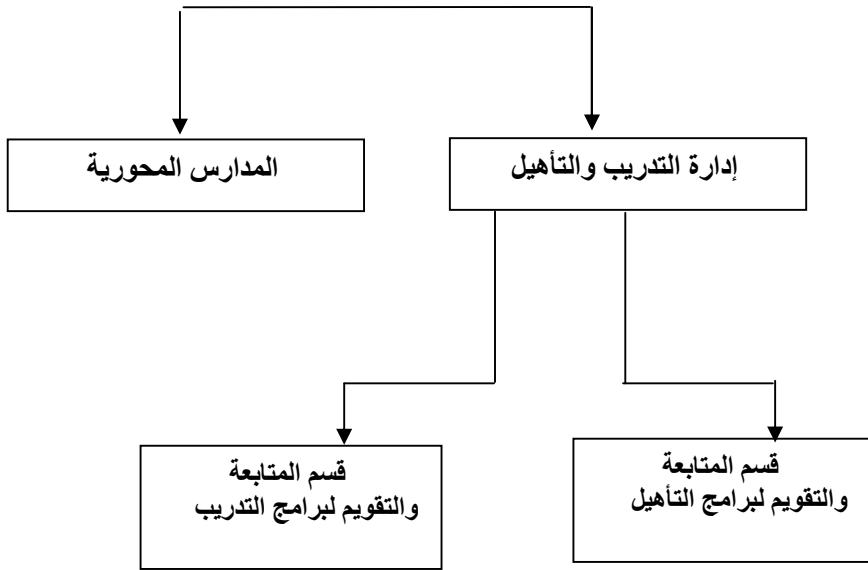 إدارة التدريب والتأهيل
المدارس المحورية
قسم المتابعة
والتقويم لبرامج التأهيل
قسم المتابعة
والتقويم لبرامج التدريب